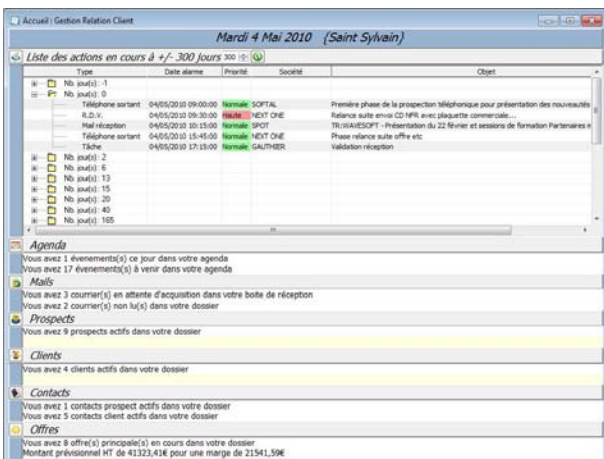 Accueil : Gestion Relation Client
Mardi 4 Mai 2010 (Saint Sylvain)
Liste des actions en cours à +/- 300 jours 300
Type Date alarme Priorité Société Objet
Nb. jour(s) : -1
Nb. jour(s) : 0
Téléphone sortant 04/05/2010 09:00:00 Normale SOFTAL Première phase de la prospection téléphonique pour présentation des nouveautés
R.D.V. 04/05/2010 09:30:00 Haute NEXT ONE Relance suite envoi CD NFR avec plaquette commerciale...
Mail réception 04/05/2010 10:15:00 Normale SPOT TR:WAVESOFT - Présentation du 22 février et sessions de formation Partenaires e
Téléphone sortant 04/05/2010 15:45:00 Normale NEXT ONE Phase relance suite offre etc
Tâche 04/05/2010 17:15:00 Normale GAUTHIER Validation réception
Nb. jour(s) : 2
Nb. jour(s) : 6
Nb. jour(s) : 13
Nb. jour(s) : 15
Nb. jour(s) : 20
Nb. jour(s) : 40
Nb. jour(s) : 165
Agenda
Vous avez 1 évenements(s) ce jour dans votre agenda
Vous avez 17 évenements(s) à venir dans votre agenda
Mails
Vous avez 3 courrier(s) en attente d'acquisition dans votre boite de réception
Vous avez 2 courrier(s) non lu(s) dans votre dossier
Prospects
Vous avez 9 prospects actifs dans votre dossier
Clients
Vous avez 4 clients actifs dans votre dossier
Contacts
Vous avez 1 contacts prospect actifs dans votre dossier
Vous avez 5 contacts client actifs dans votre dossier
Offres
Vous avez 8 offre(s) principale(s) en cours dans votre dossier
Montant prévisionnel HT de 41323,41€ pour une marge de 21541,59€